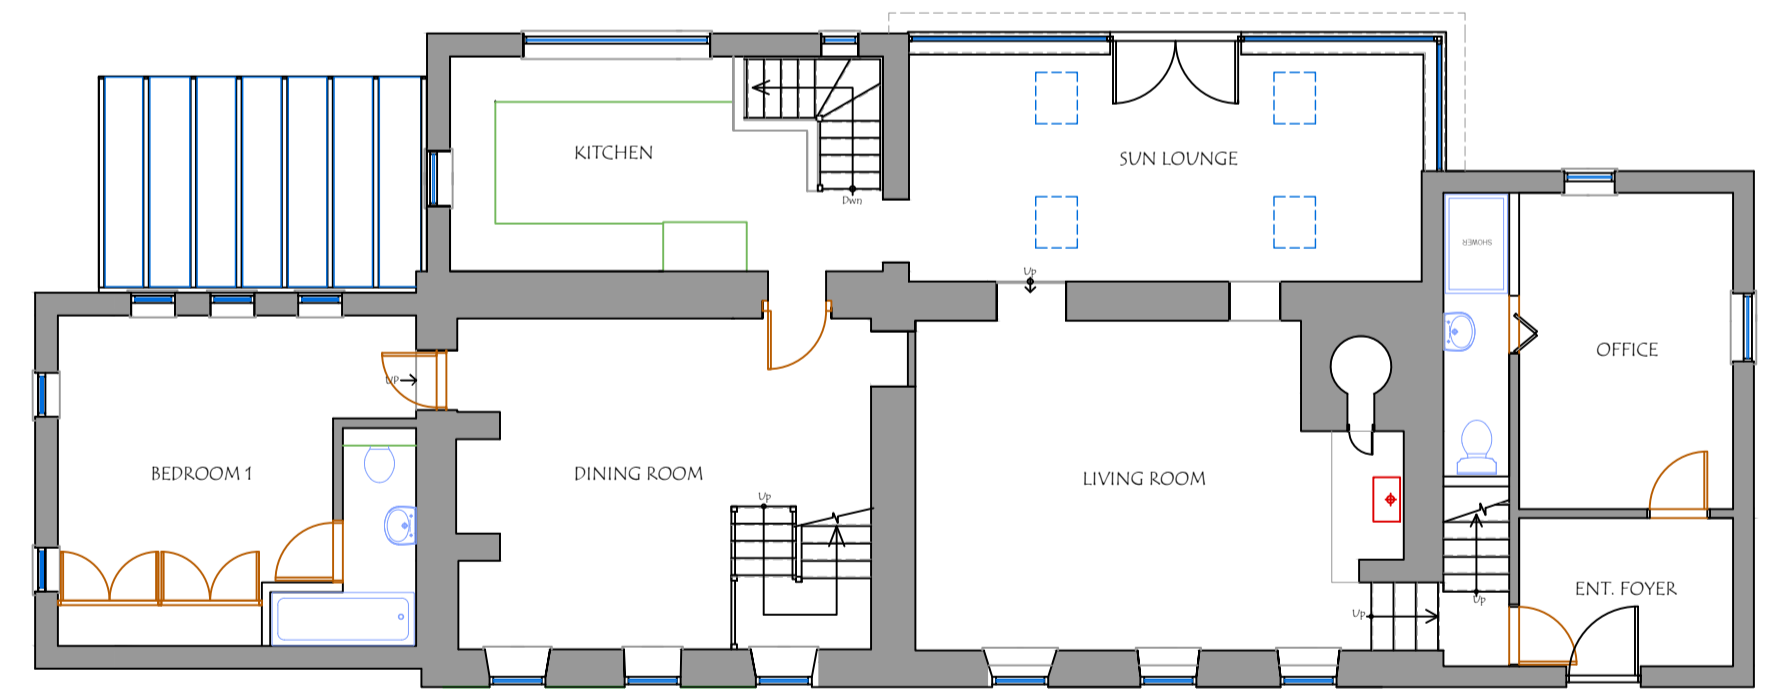 KITCHEN
SUN LOUNGE
Dwn
SHOWER
Up
OFFICE
UP
BEDROOM 1
DINING ROOM
LIVING ROOM
Up
ENT. FOYER
Up
Up